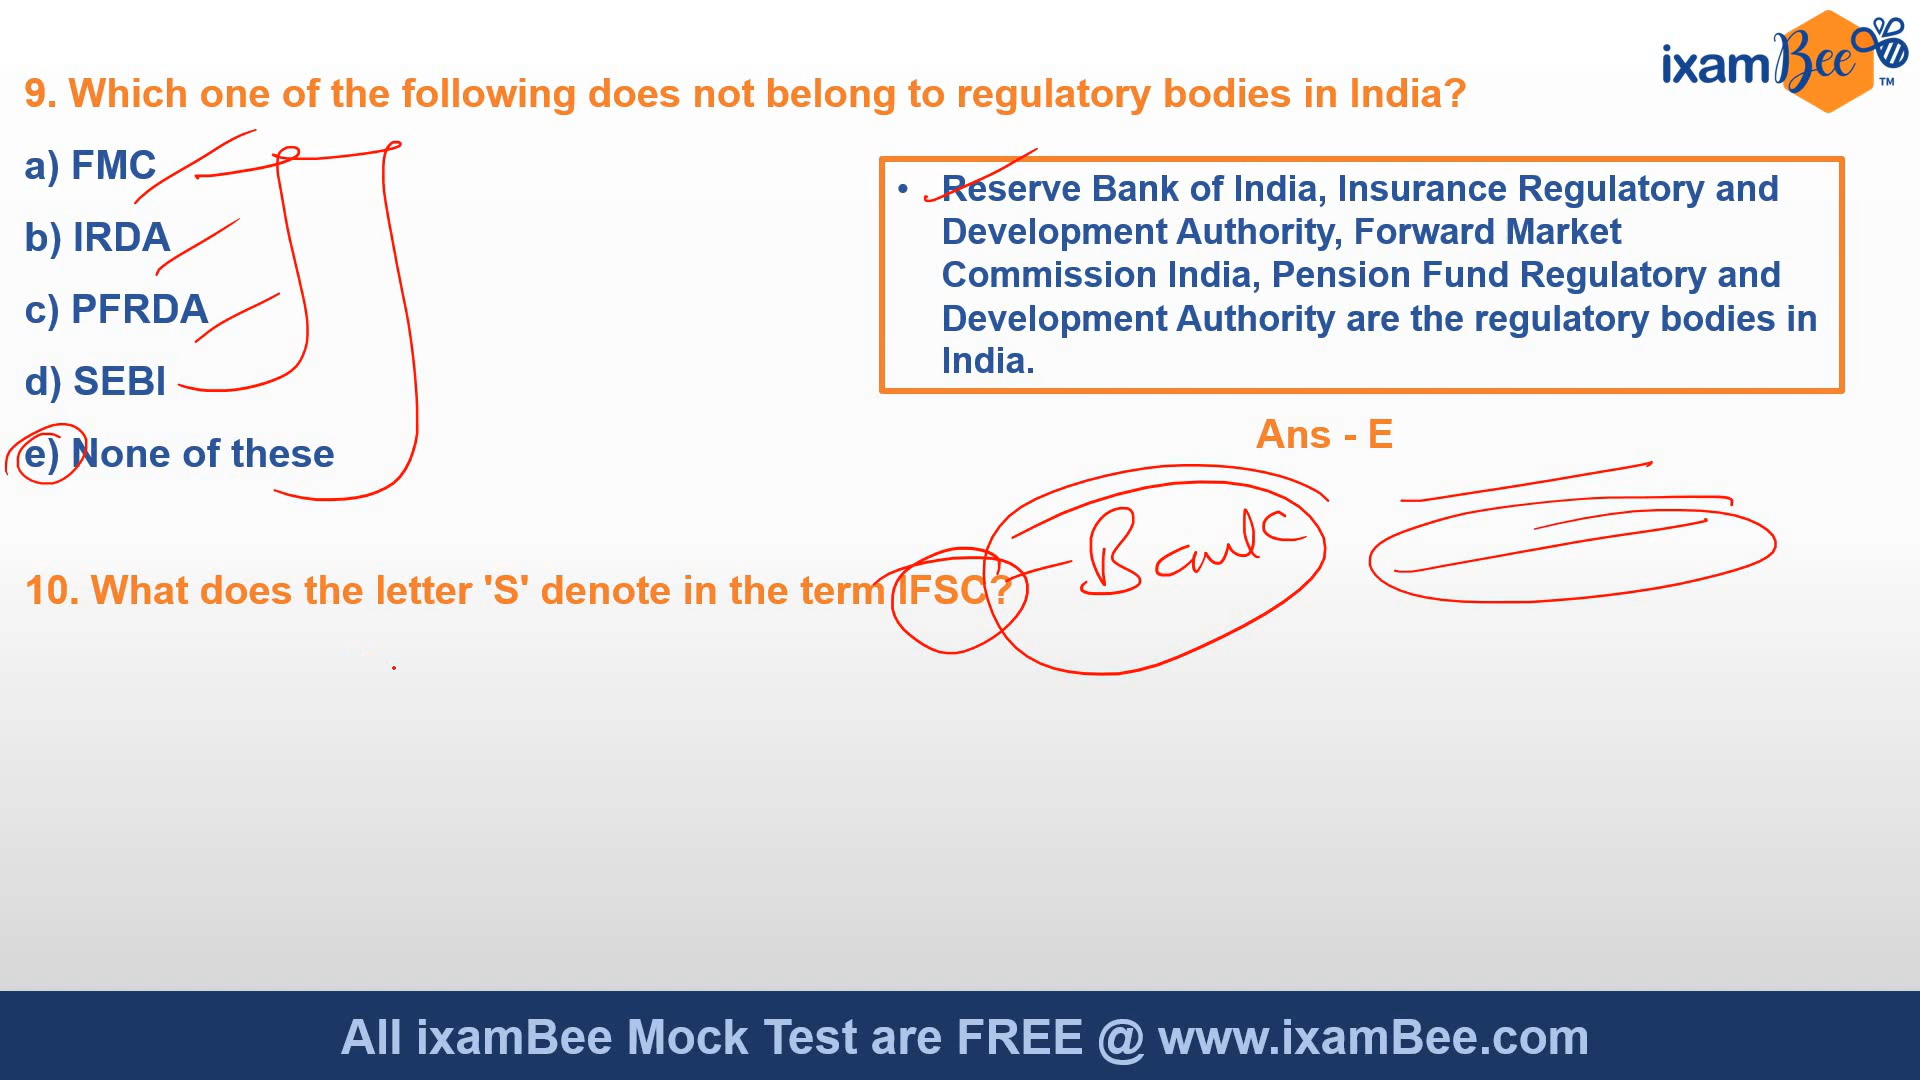 ixamBee™
9. Which one of the following does not belong to regulatory bodies in India?
a) FMC
b) IRDA
c) PFRDA
d) SEBI
e) None of these
• Reserve Bank of India, Insurance Regulatory and
Development Authority, Forward Market
Commission India, Pension Fund Regulatory and
Development Authority are the regulatory bodies in
India.
Ans - E
Bank
10. What does the letter 'S' denote in the term IFSC?
All ixamBee Mock Test are FREE @ www.ixamBee.com